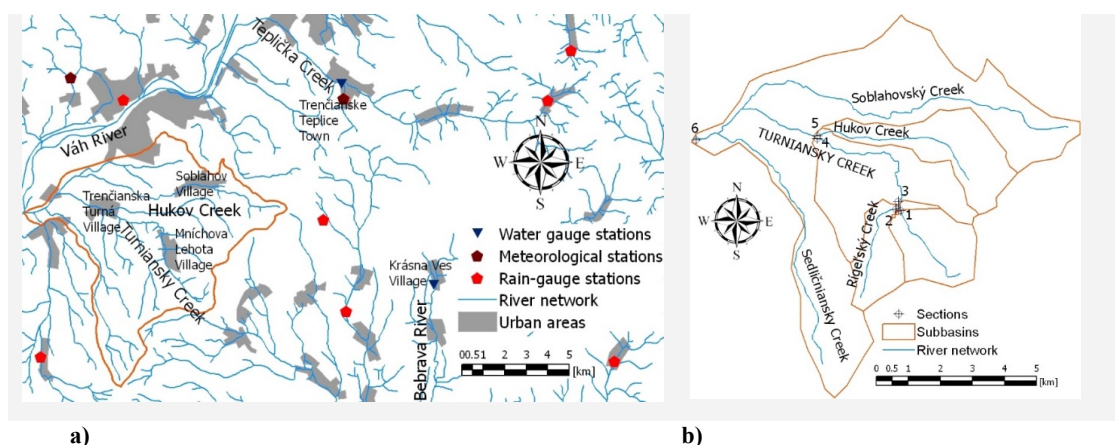 Teplička Creek
Trenčianske
Teplice
Town
Váh River
N
W E
S
Soblahov
Village
Trenčianska
Turná
Village
Hukov Creek
Mníchova
Lehota
Village
Turniansky Creek
Krásna Ves
Village
Bebrava River
Water gauge stations
Meteorological stations
Rain-gauge stations
River network
Urban areas
00.51 2 3 4 5
[km]
a)
Soblahovský Creek
5
Hukov Creek
4
6
TURNIANSKY CREEK
N
W E
S
3
2 1
Rigeľský Creek
Sedličniansky Creek
Sections
Subbasins
River network
0 0.5 1 2 3 4 5
km
b)